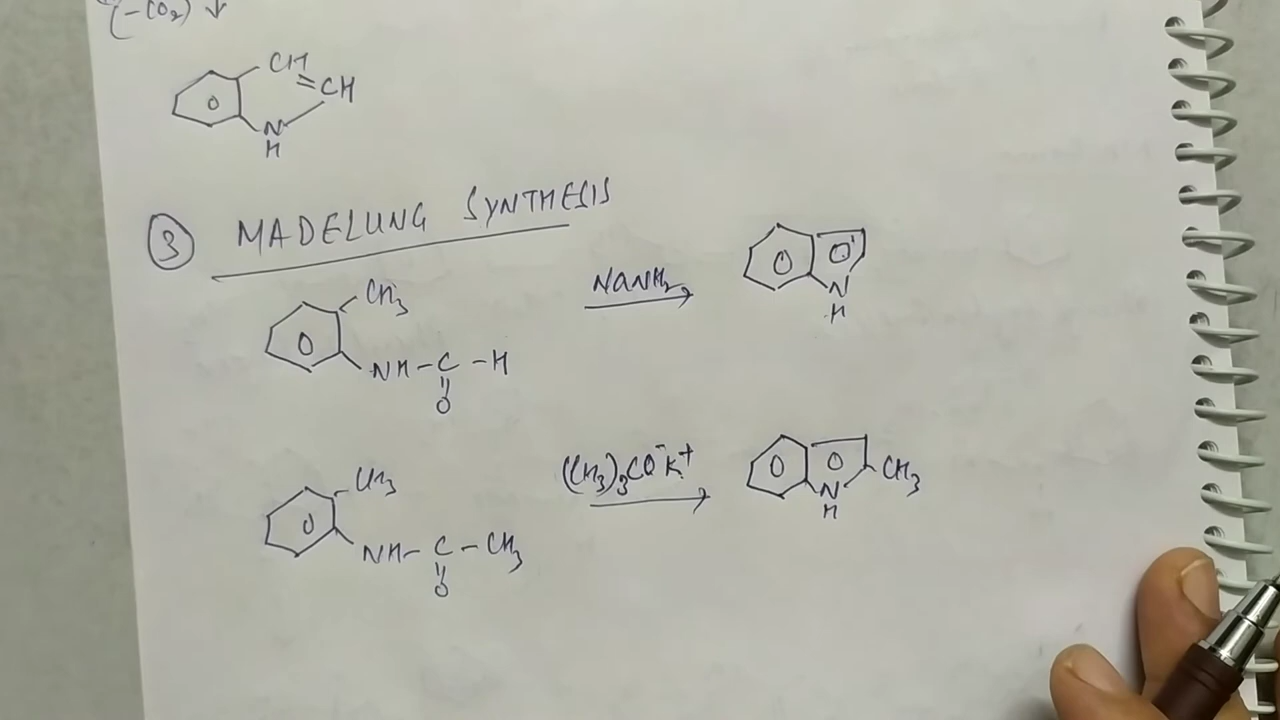 (-CO₂) ↓
CH
=CH
N
H
③ MADELUNG SYNTHESIS
CH₃
NH-C-H
||
O
NaNH₂
N
H
CH₃
NH-C-CH₃
||
O
(CH₃)₃CO⁻K⁺
CH₃
N
H